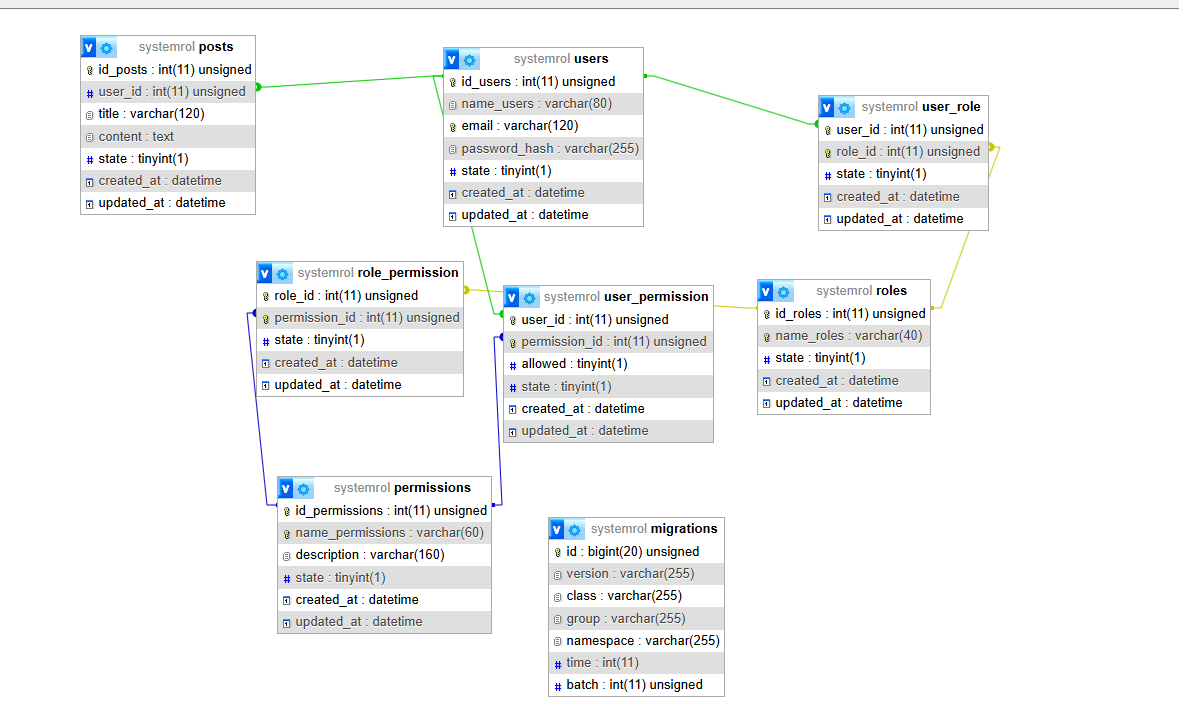 systemrol posts
id_posts : int(11) unsigned
user_id : int(11) unsigned
title : varchar(120)
content : text
state : tinyint(1)
created_at : datetime
updated_at : datetime
systemrol users
id_users : int(11) unsigned
name_users : varchar(80)
email : varchar(120)
password_hash : varchar(255)
state : tinyint(1)
created_at : datetime
updated_at : datetime
systemrol user_role
user_id : int(11) unsigned
role_id : int(11) unsigned
state : tinyint(1)
created_at : datetime
updated_at : datetime
systemrol role_permission
role_id : int(11) unsigned
permission_id : int(11) unsigned
state : tinyint(1)
created_at : datetime
updated_at : datetime
systemrol user_permission
user_id : int(11) unsigned
permission_id : int(11) unsigned
allowed : tinyint(1)
state : tinyint(1)
created_at : datetime
updated_at : datetime
systemrol roles
id_roles : int(11) unsigned
name_roles : varchar(40)
state : tinyint(1)
created_at : datetime
updated_at : datetime
systemrol permissions
id_permissions : int(11) unsigned
name_permissions : varchar(60)
description : varchar(160)
state : tinyint(1)
created_at : datetime
updated_at : datetime
systemrol migrations
id : bigint(20) unsigned
version : varchar(255)
class : varchar(255)
group : varchar(255)
namespace : varchar(255)
time : int(11)
batch : int(11) unsigned